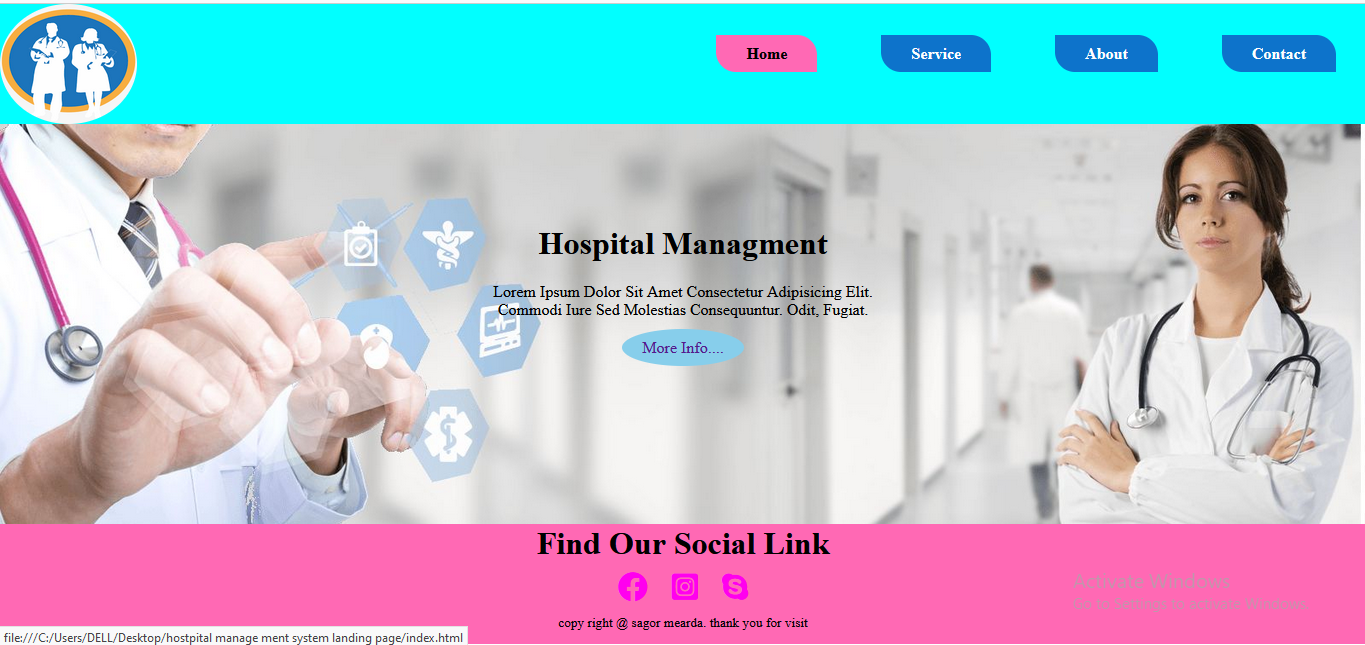 Home
Service
About
Contact
Hospital Managment
Lorem Ipsum Dolor Sit Amet Consectetur Adipisicing Elit.
Commodi Iure Sed Molestias Consequuntur. Odit, Fugiat.
More Info....
Find Our Social Link
Activate Windows
Go to Settings to activate Windows.
copy right @ sagor mearda. thank you for visit
file:///C:/Users/DELL/Desktop/hostpital manage ment system landing page/index.html